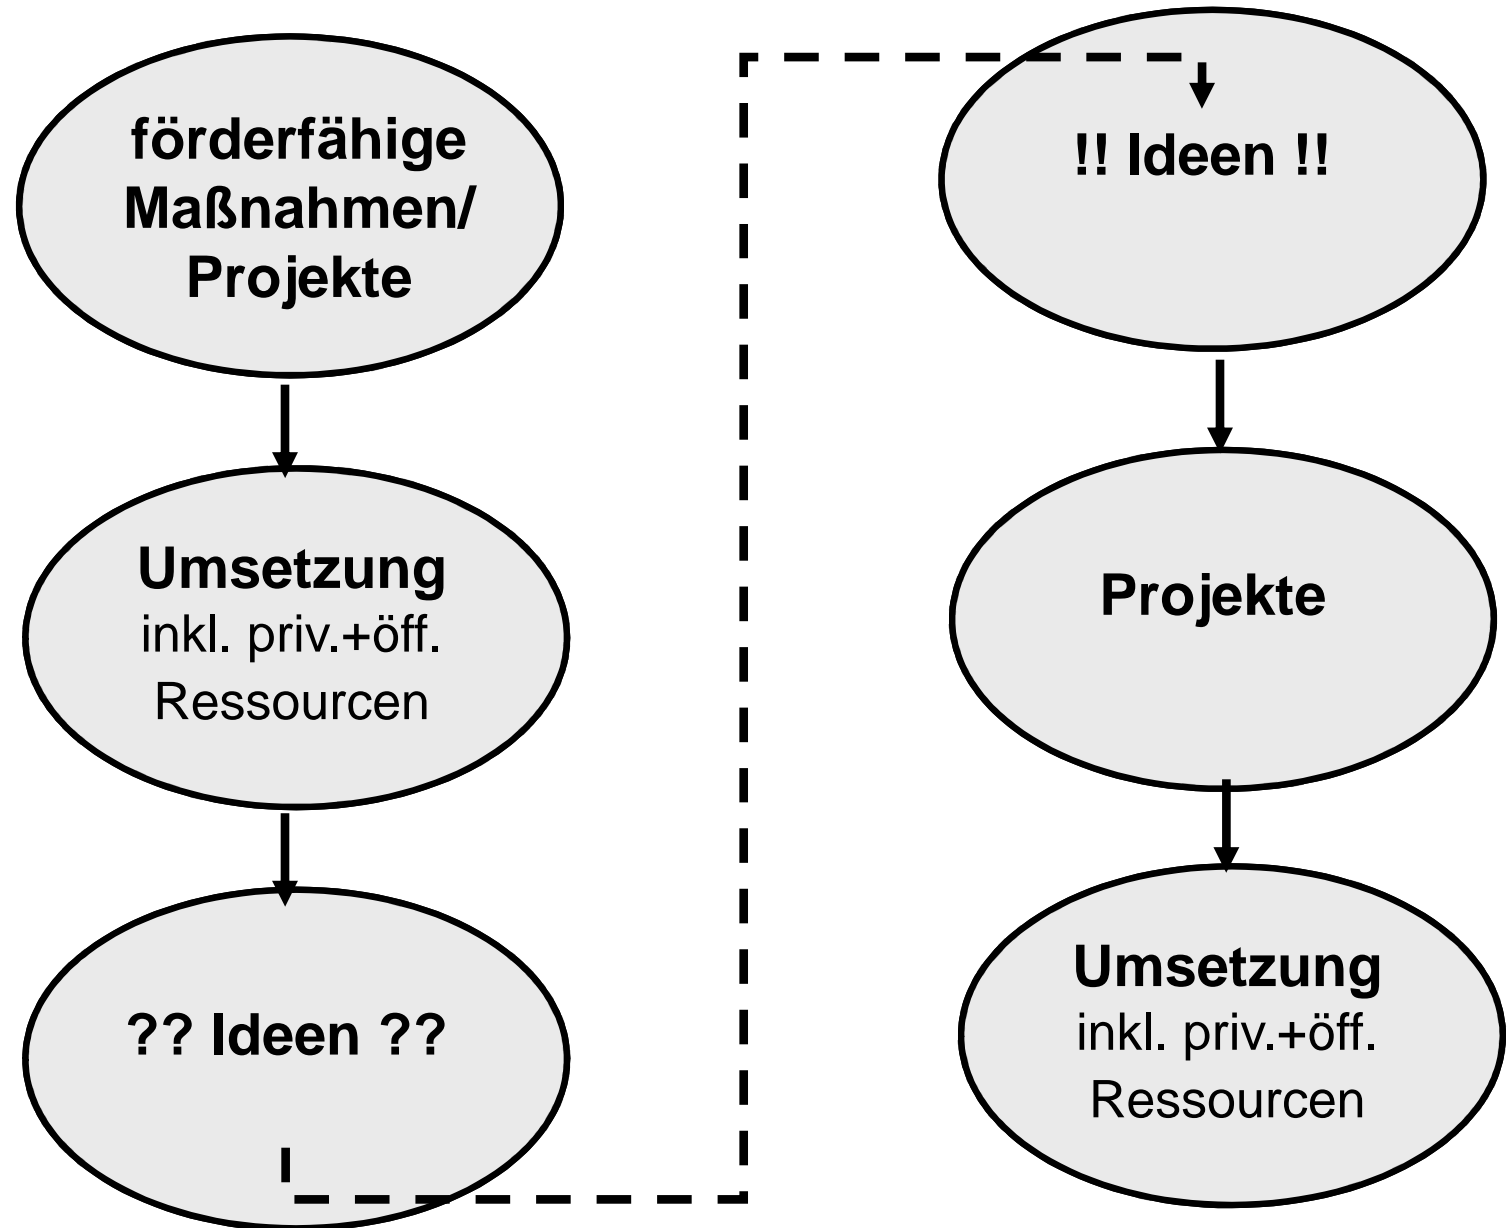 förderfähige
Maßnahmen/
Projekte
Umsetzung
inkl. priv.+öff.
Ressourcen
?? Ideen ??
!! Ideen !!
Projekte
Umsetzung
inkl. priv.+öff.
Ressourcen